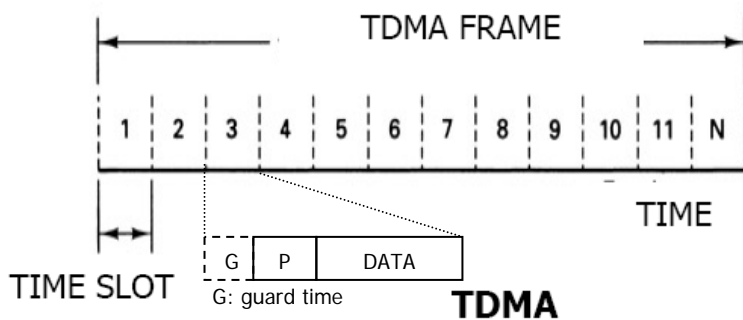 TDMA FRAME
1 2 3 4 5 6 7 8 9 10 11 N
TIME
G P DATA
TIME SLOT
G: guard time
TDMA